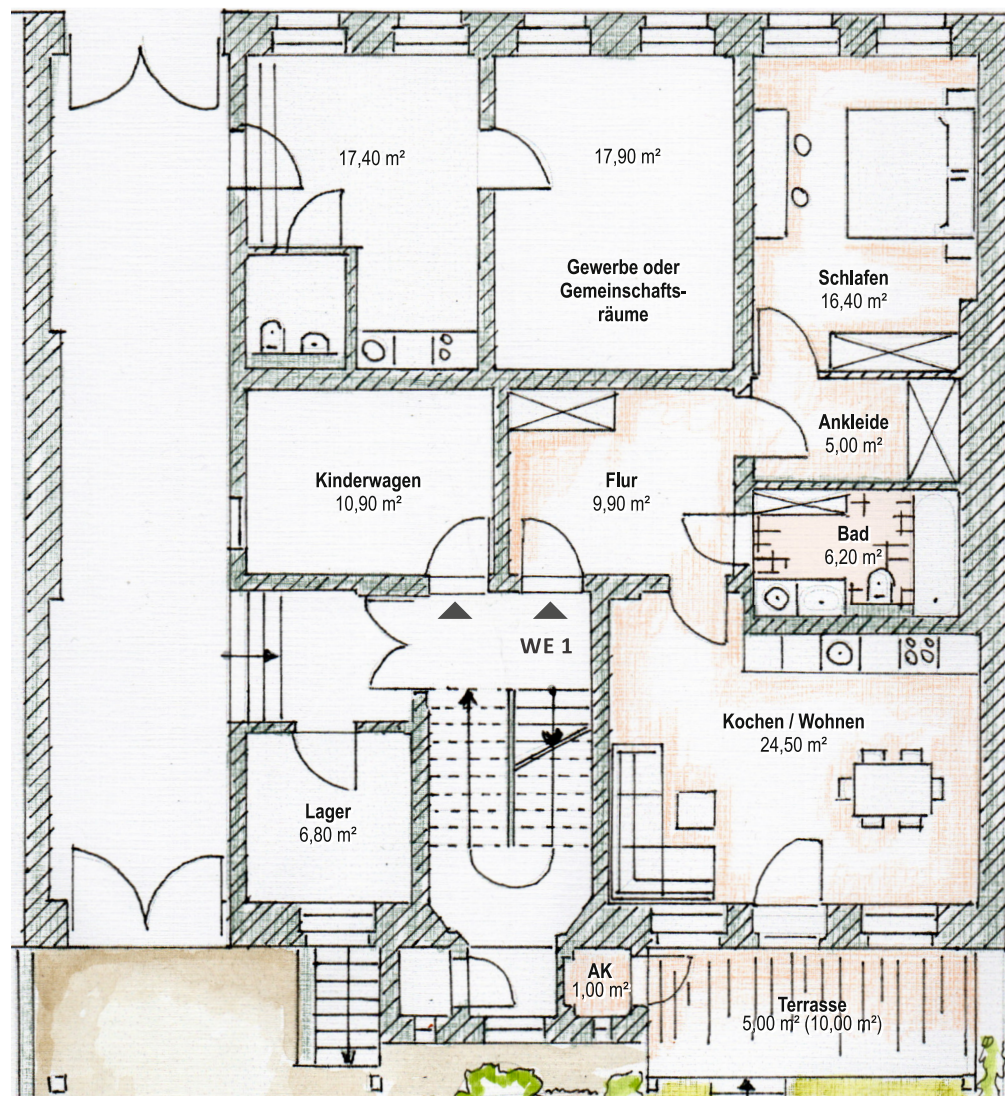 17,40 m²
17,90 m²
Gewerbe oder
Gemeinschafts-
räume
Schlafen
16,40 m²
Ankleide
5,00 m²
Kinderwagen
10,90 m²
Flur
9,90 m²
Bad
6,20 m²
WE 1
Kochen / Wohnen
24,50 m²
Lager
6,80 m²
AK
1,00 m²
Terrasse
5,00 m² (10,00 m²)